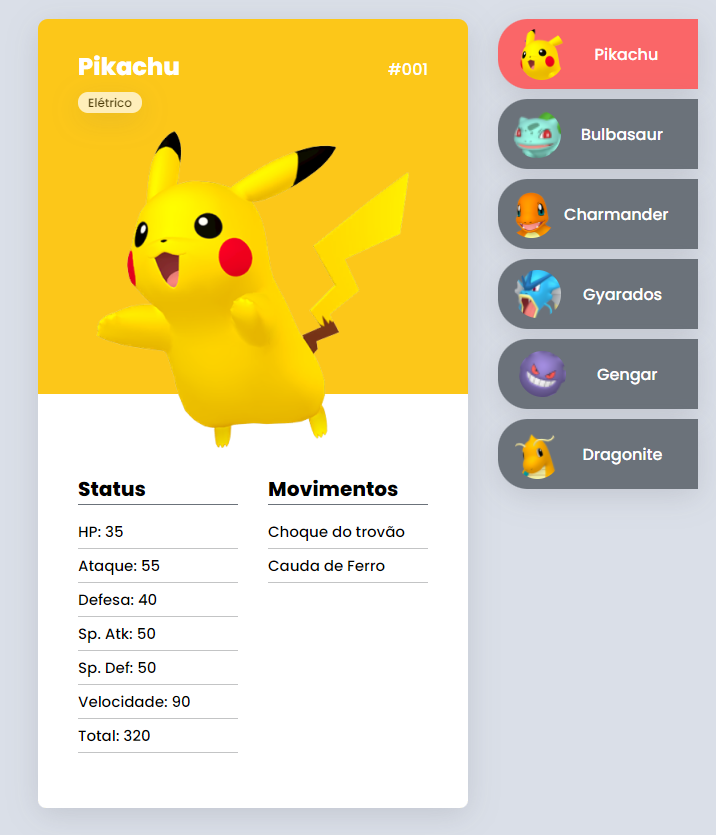 Pikachu
#001
Elétrico
Status
HP: 35
Ataque: 55
Defesa: 40
Sp. Atk: 50
Sp. Def: 50
Velocidade: 90
Total: 320
Movimentos
Choque do trovão
Cauda de Ferro
Pikachu
Bulbasaur
Charmander
Gyarados
Gengar
Dragonite